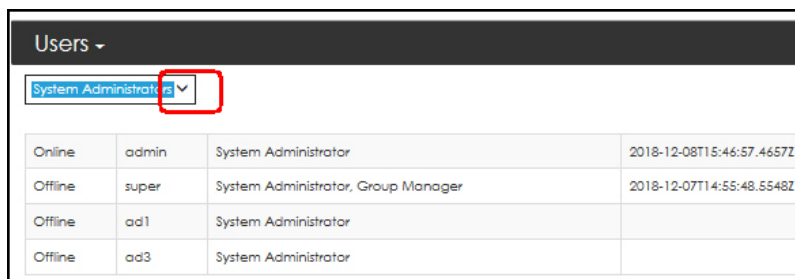 Users
System Administrators
Online admin System Administrator 2018-12-08T15:46:57.4657Z
Offline super System Administrator, Group Manager 2018-12-07T14:55:48.5548Z
Offline ad1 System Administrator
Offline ad3 System Administrator